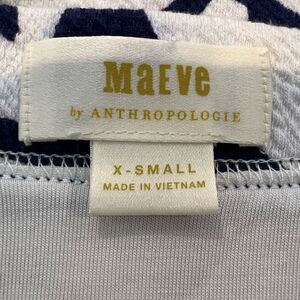 MaEVe
by ANTHROPOLOGIE
X-SMALL
MADE IN VIETNAM